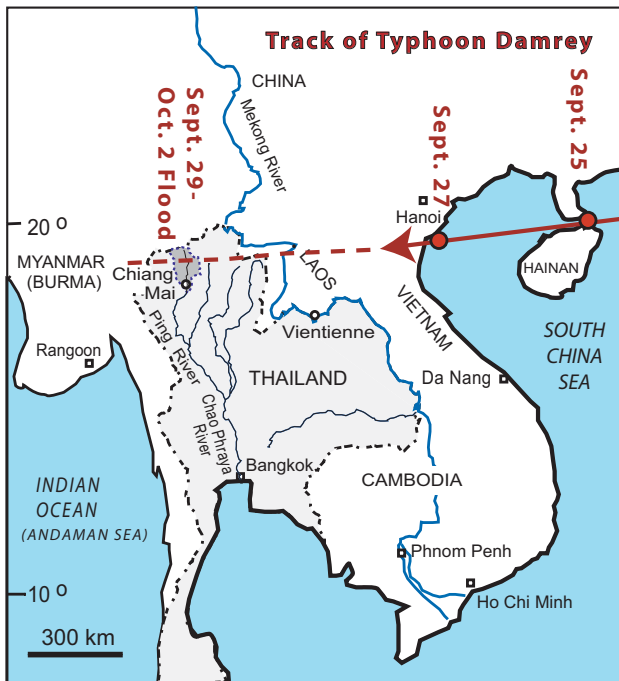 Track of Typhoon Damrey
CHINA
Mekong River
Sept. 29-
Oct. 2 Flood
Sept. 27
Sept. 25
Hanoi
20 o
MYANMAR
(BURMA)
Chiang
Mai
LAOS
HAINAN
VIETNAM
Ping River
Vientienne
Rangoon
SOUTH
CHINA
SEA
THAILAND
Da Nang
Chao Phraya
River
Bangkok
CAMBODIA
INDIAN
OCEAN
(ANDAMAN SEA)
Phnom Penh
10 o
Ho Chi Minh
300 km